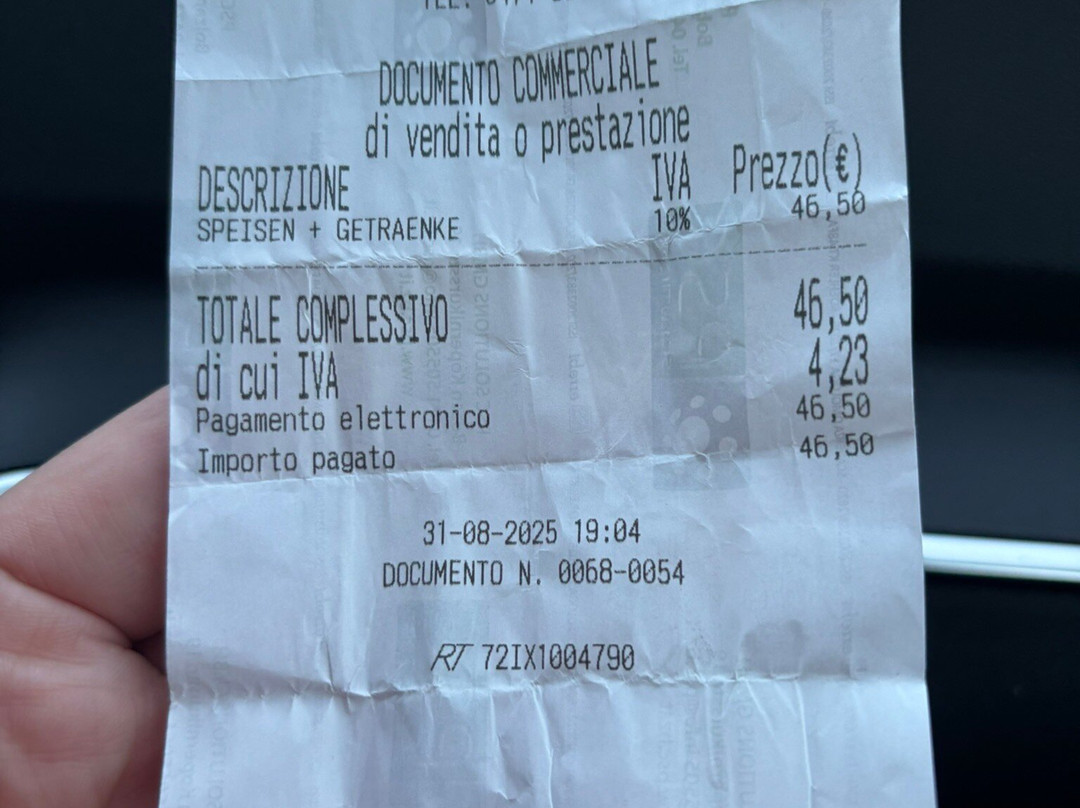 DOCUMENTO COMMERCIALE
di vendita o prestazione
DESCRIZIONE IVA Prezzo(€)
SPEISEN + GETRAENKE 10% 46,50
TOTALE COMPLESSIVO 46,50
di cui IVA 4,23
Pagamento elettronico 46,50
Importo pagato 46,50
31-08-2025 19:04
DOCUMENTO N. 0068-0054
RT 72IX1004790